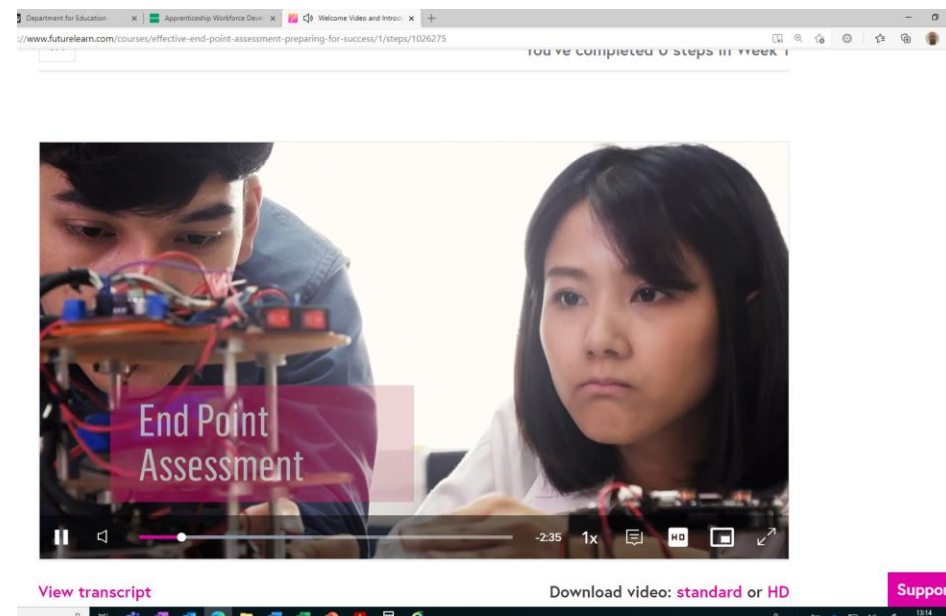 Department for Education
Apprenticeship Workforce Deve
Welcome Video and Introd
://www.futurelearn.com/courses/effective-end-point-assessment-preparing-for-success/1/steps/1026275
You've completed 0 steps in Week 1
End Point
Assessment
-2:35 1x HD
View transcript
Download video: standard or HD
Suppor
13:14